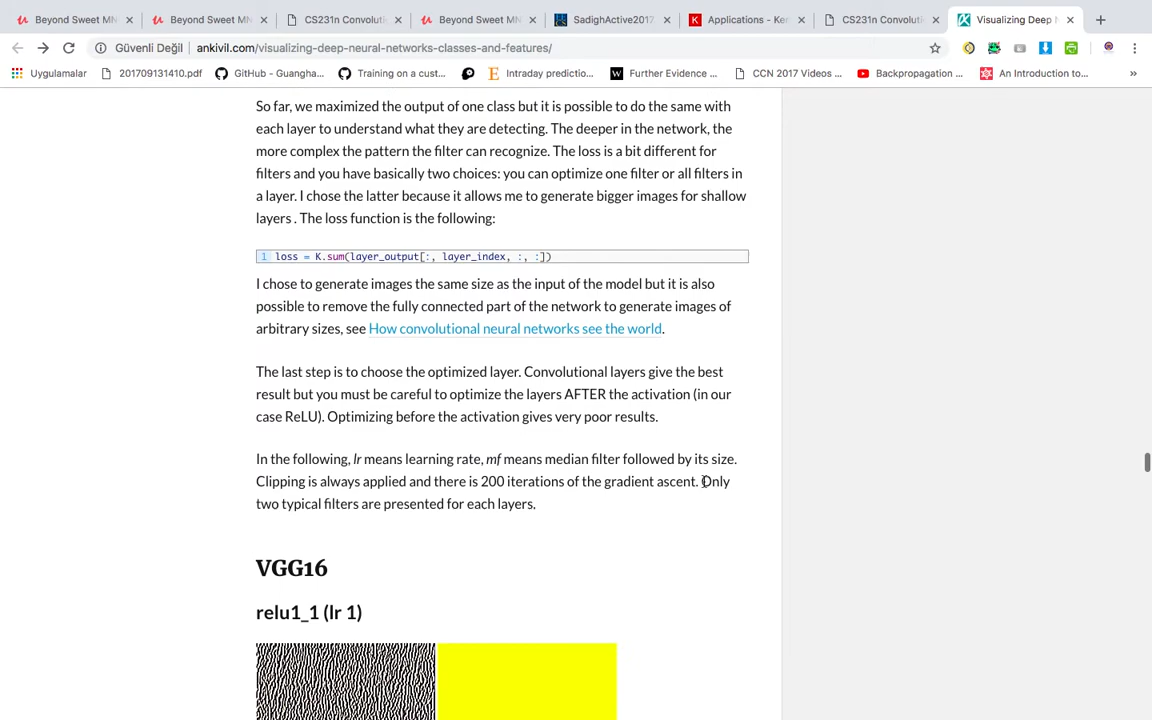 Beyond Sweet MN
Beyond Sweet MN
CS231n Convoluti
Beyond Sweet MN
SadighActive2017
Applications - Ker
CS231n Convoluti
Visualizing Deep N
Güvenli Değil
ankivil.com/visualizing-deep-neural-networks-classes-and-features/
Uygulamalar
201709131410.pdf
GitHub - Guangha...
Training on a cust...
Intraday predictio...
Further Evidence ...
CCN 2017 Videos ...
Backpropagation ...
An Introduction to...
So far, we maximized the output of one class but it is possible to do the same with
each layer to understand what they are detecting. The deeper in the network, the
more complex the pattern the filter can recognize. The loss is a bit different for
filters and you have basically two choices: you can optimize one filter or all filters in
a layer. I chose the latter because it allows me to generate bigger images for shallow
layers . The loss function is the following:
1 loss = K.sum(layer_output[:, layer_index, :, :])
I chose to generate images the same size as the input of the model but it is also
possible to remove the fully connected part of the network to generate images of
arbitrary sizes, see How convolutional neural networks see the world.
The last step is to choose the optimized layer. Convolutional layers give the best
result but you must be careful to optimize the layers AFTER the activation (in our
case ReLU). Optimizing before the activation gives very poor results.
In the following, lr means learning rate, mf means median filter followed by its size.
Clipping is always applied and there is 200 iterations of the gradient ascent. Only
two typical filters are presented for each layers.
VGG16
relu1_1 (lr 1)